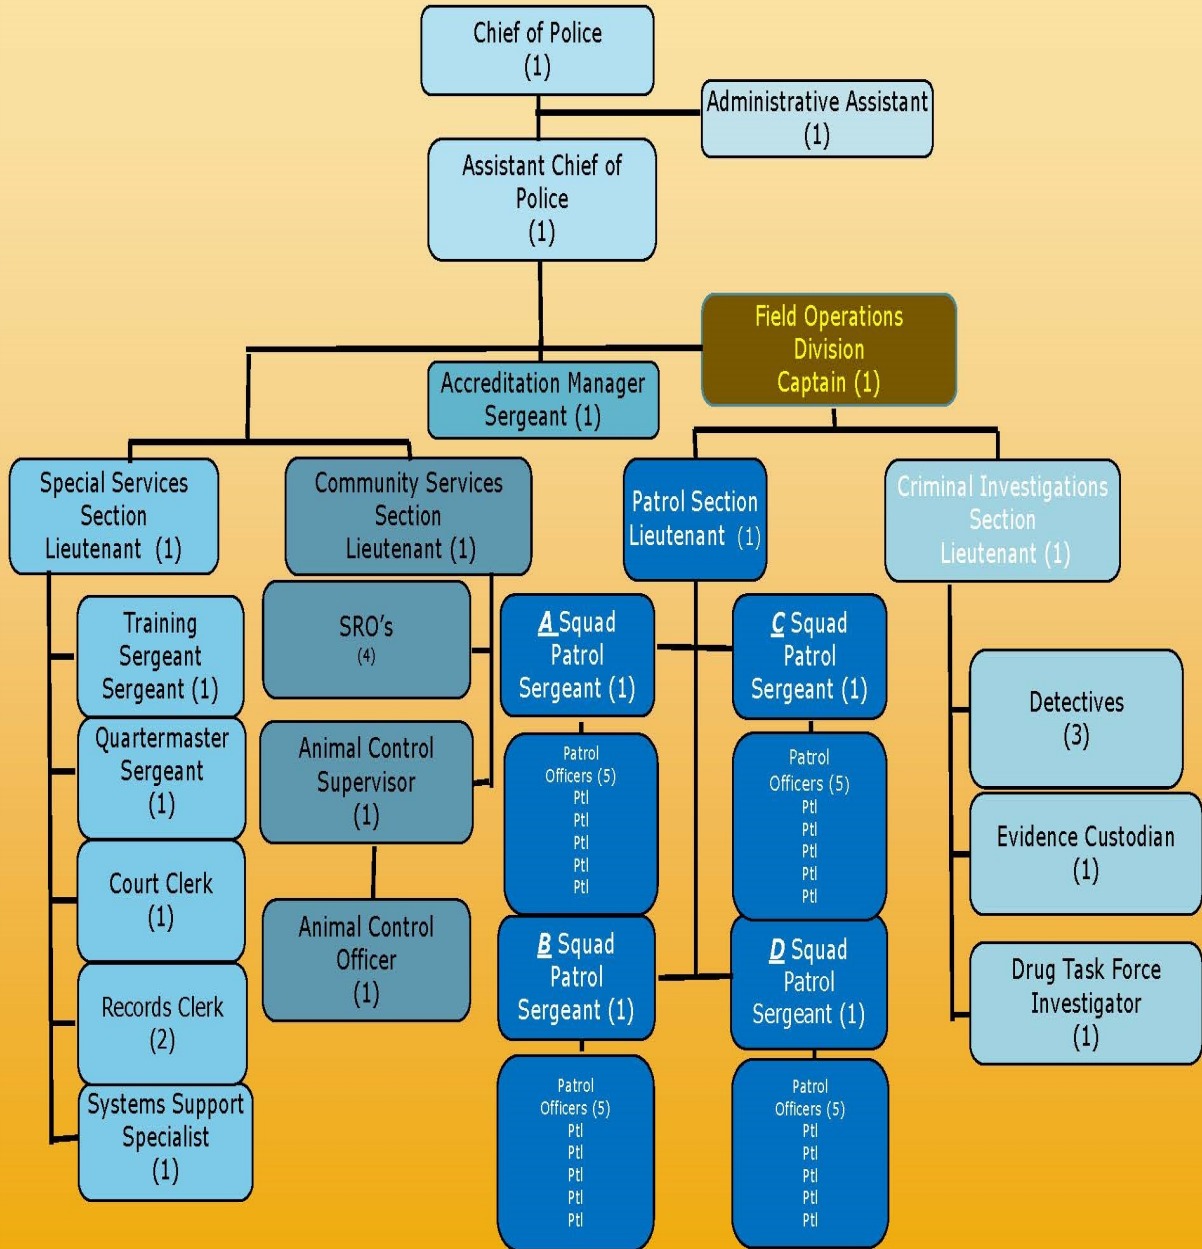 Chief of Police
(1)
Administrative Assistant
(1)
Assistant Chief of
Police
(1)
Field Operations
Division
Captain (1)
Accreditation Manager
Sergeant (1)
Special Services
Section
Lieutenant (1)
Community Services
Section
Lieutenant (1)
Patrol Section
Lieutenant (1)
Criminal Investigations
Section
Lieutenant (1)
Training
Sergeant
Sergeant (1)
Quartermaster
Sergeant
(1)
Court Clerk
(1)
Records Clerk
(2)
Systems Support
Specialist
(1)
SRO's
(4)
Animal Control
Supervisor
(1)
Animal Control
Officer
(1)
A Squad
Patrol
Sergeant (1)
Patrol
Officers (5)
Ptl
Ptl
Ptl
Ptl
Ptl
B Squad
Patrol
Sergeant (1)
Patrol
Officers (5)
Ptl
Ptl
Ptl
Ptl
Ptl
C Squad
Patrol
Sergeant (1)
Patrol
Officers (5)
Ptl
Ptl
Ptl
Ptl
Ptl
D Squad
Patrol
Sergeant (1)
Patrol
Officers (5)
Ptl
Ptl
Ptl
Ptl
Ptl
Detectives
(3)
Evidence Custodian
(1)
Drug Task Force
Investigator
(1)